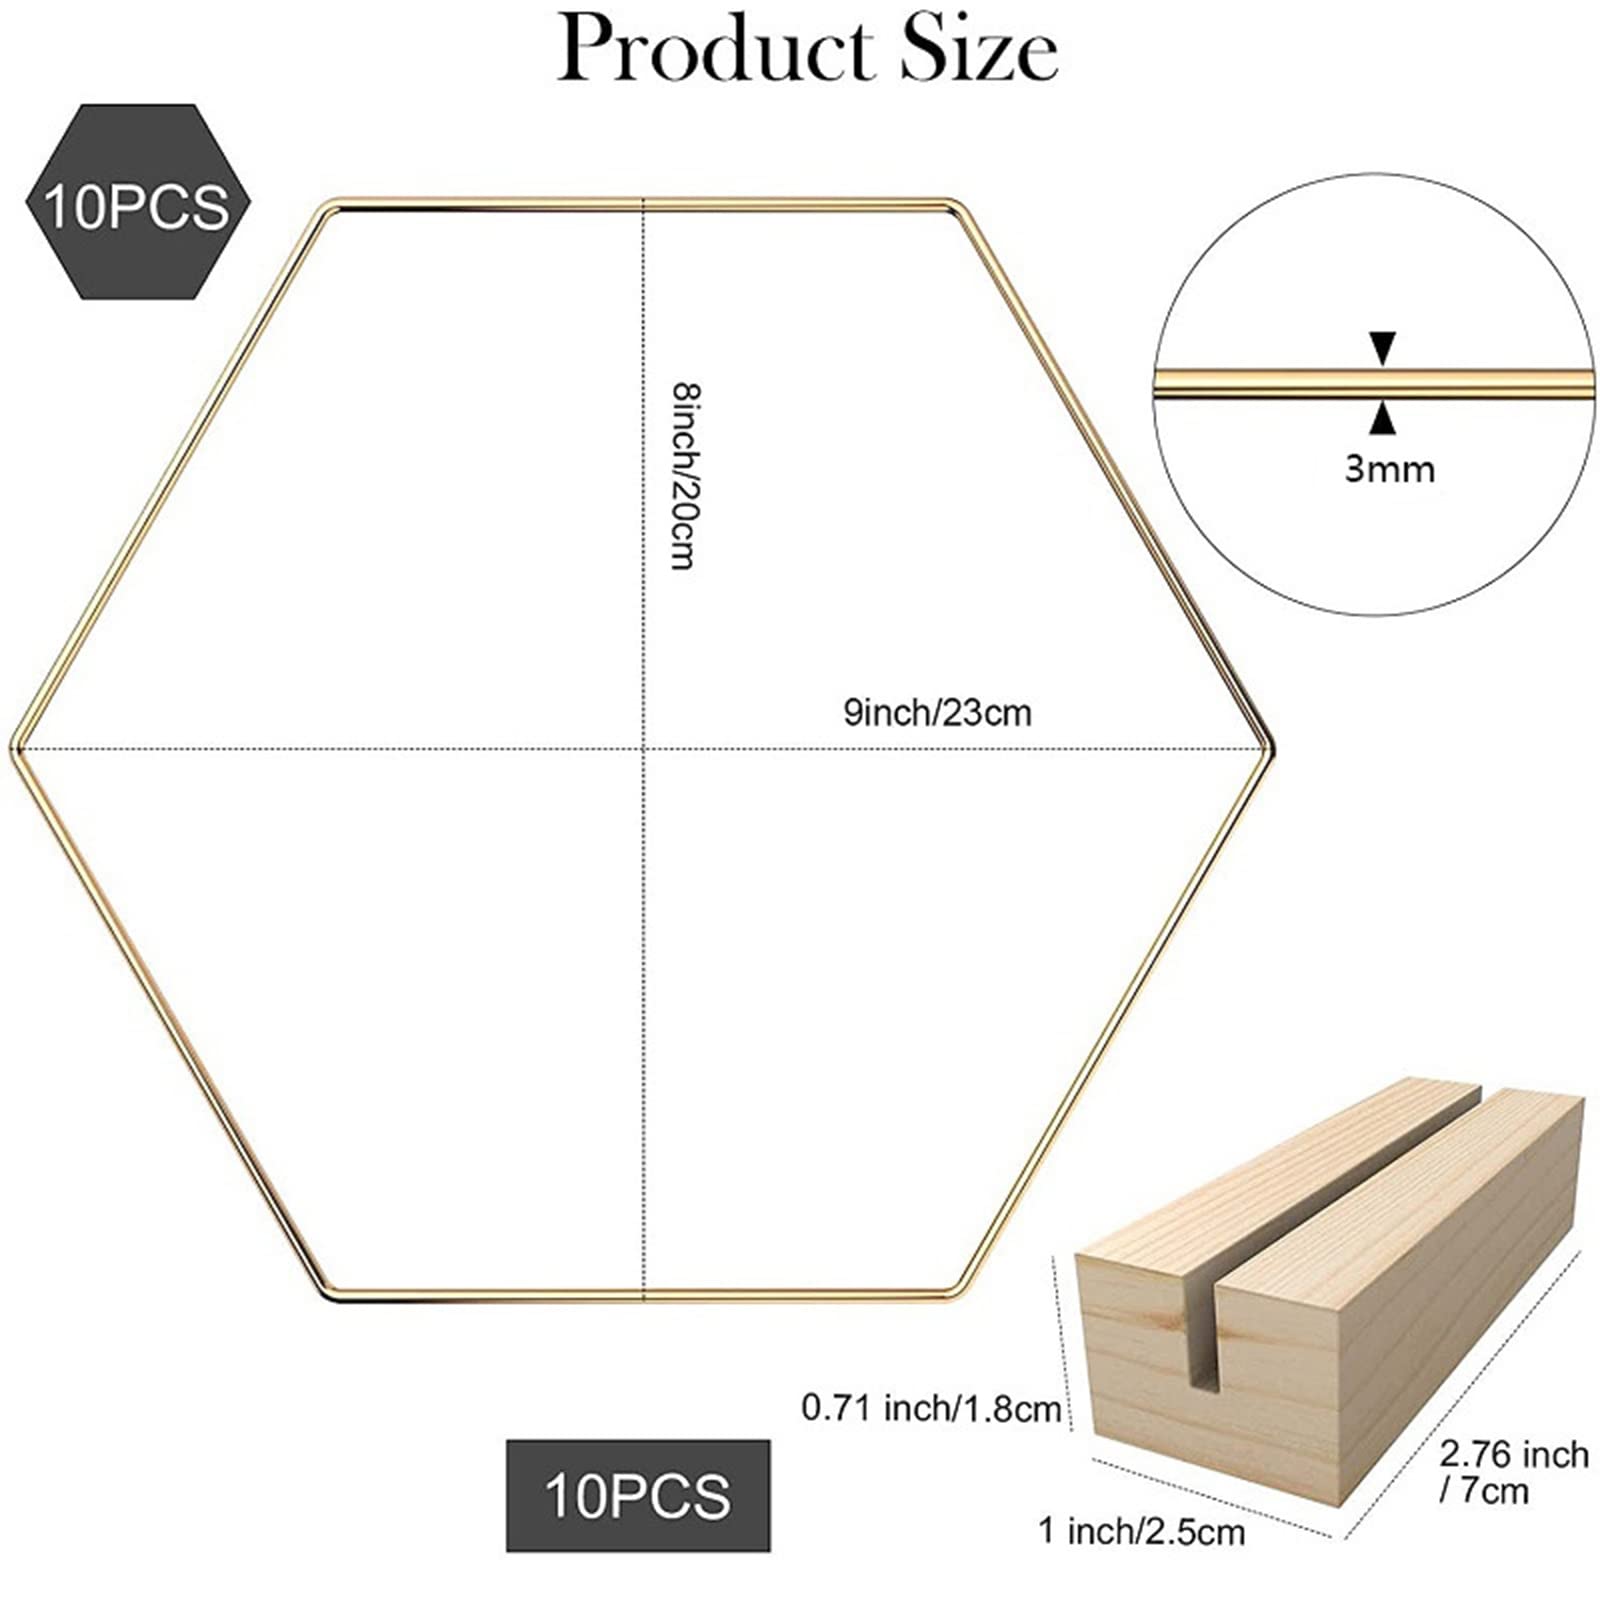 Product Size
10PCS
8inch/20cm
3mm
9inch/23cm
0.71 inch/1.8cm
2.76 inch
/ 7cm
10PCS
1 inch/2.5cm